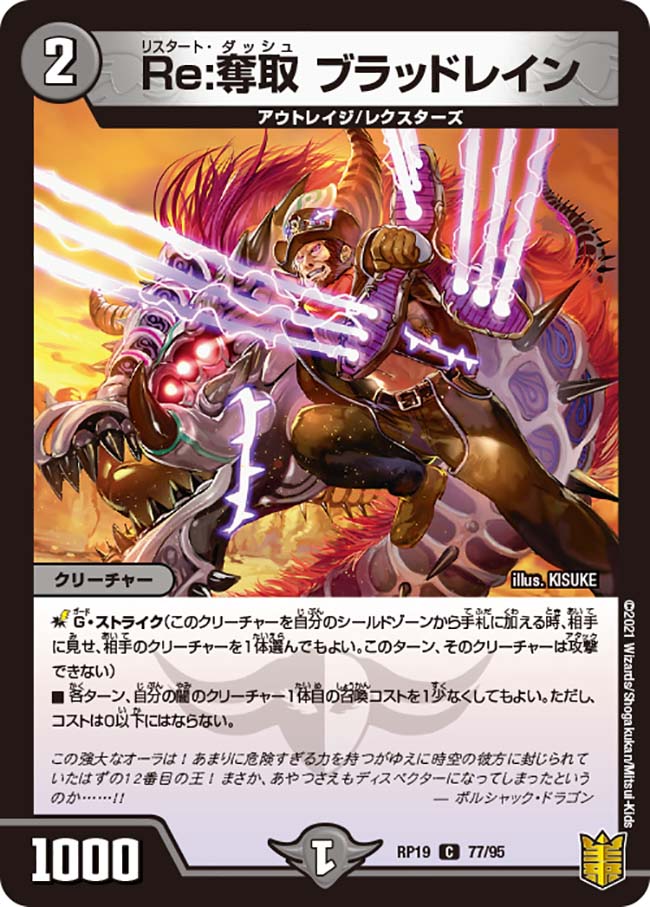 2
リスタート・ダッシュ
Re:奪取 ブラッドレイン
アウトレイジ/レクスターズ
illus. KISUKE
クリーチャー
G・ストライク(このクリーチャーを自分のシールドゾーンから手札に加える時、相手
に見せ、相手のクリーチャーを1体選んでもよい。このターン、そのクリーチャーは攻撃
できない)
■ 各ターン、自分の闇のクリーチャー1体目の召喚コストを1少なくしてもよい。ただし、
コストは0以下にはならない。
この強大なオーラは！あまりに危険すぎる力を持つがゆえに時空の彼方に封じられて
いたはずの12番目の王！まさか、あやつさえもディスペクターになってしまったという
のか……!!
— ボルシャック・ドラゴン
©2021 Wizards/Shogakukan/Mitsui-Kids
1000
1
RP19 C 77/95